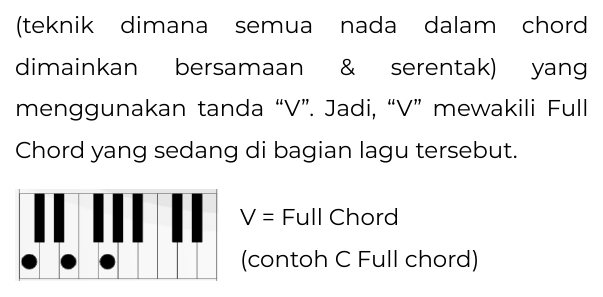 (teknik dimana semua nada dalam chord
dimainkan bersamaan & serentak) yang
menggunakan tanda “V”. Jadi, “V” mewakili Full
Chord yang sedang di bagian lagu tersebut.
V = Full Chord
(contoh C Full chord)